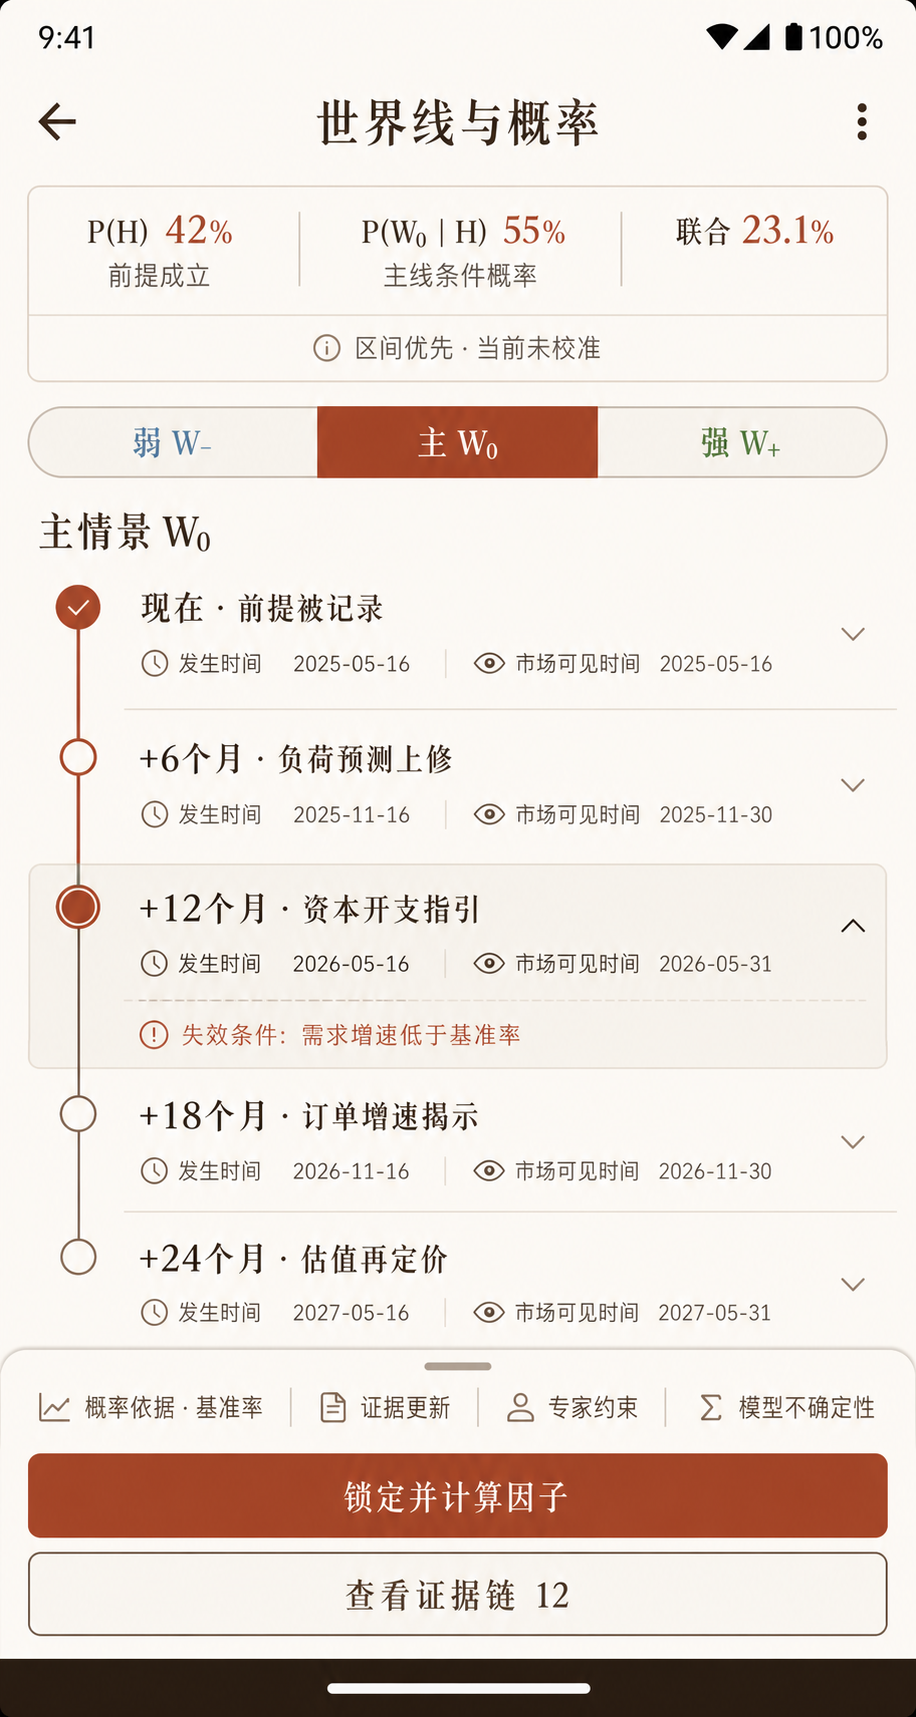 9:41 100%
世界线与概率
P(H) 42% P(W₀ | H) 55% 联合 23.1%
前提成立 主线条件概率
区间优先 · 当前未校准
弱 W₋ 主 W₀ 强 W₊
主情景 W₀
现在 · 前提被记录
发生时间 2025-05-16 市场可见时间 2025-05-16
+6个月 · 负荷预测上修
发生时间 2025-11-16 市场可见时间 2025-11-30
+12个月 · 资本开支指引
发生时间 2026-05-16 市场可见时间 2026-05-31
失效条件：需求增速低于基准率
+18个月 · 订单增速揭示
发生时间 2026-11-16 市场可见时间 2026-11-30
+24个月 · 估值再定价
发生时间 2027-05-16 市场可见时间 2027-05-31
概率依据 · 基准率 证据更新 专家约束 模型不确定性
锁定并计算因子
查看证据链 12